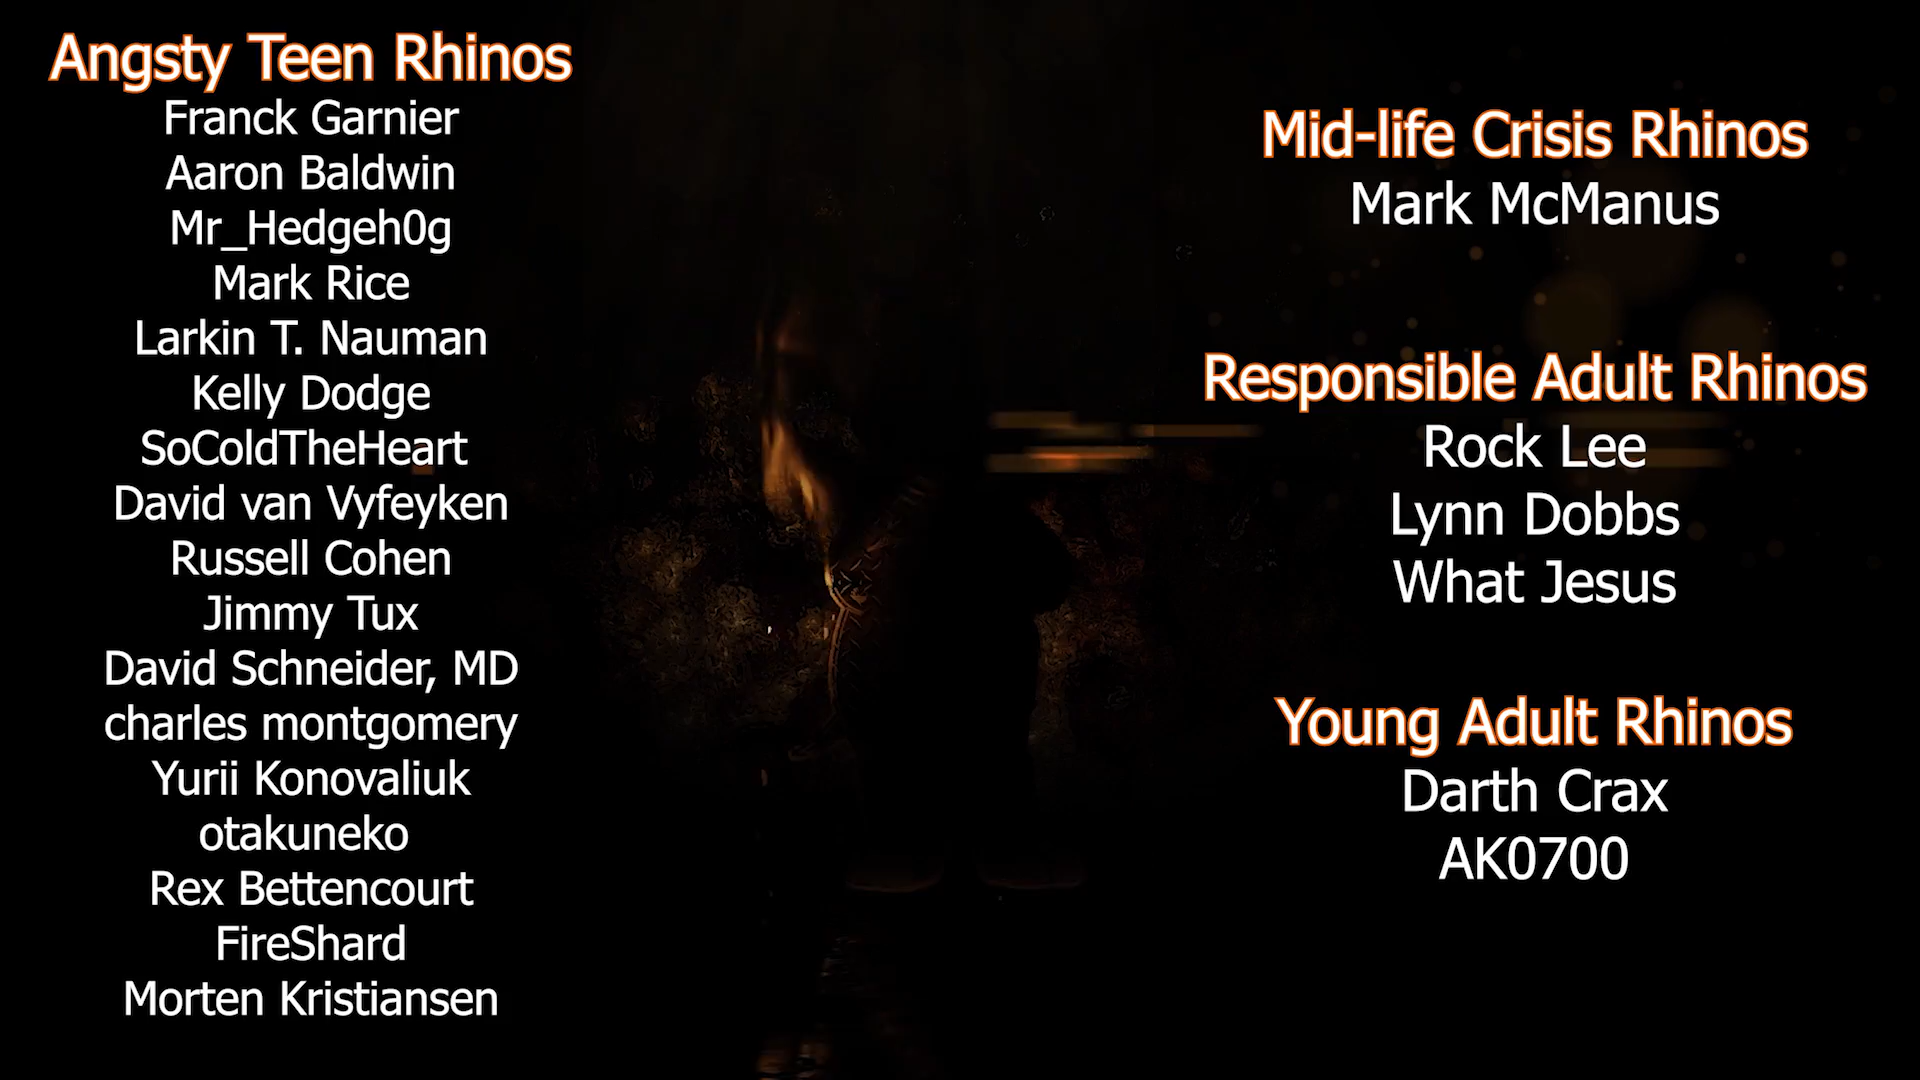 Angsty Teen Rhinos
Franck Garnier
Aaron Baldwin
Mr_Hedgeh0g
Mark Rice
Larkin T. Nauman
Kelly Dodge
SoColdTheHeart
David van Vyfeyken
Russell Cohen
Jimmy Tux
David Schneider, MD
charles montgomery
Yurii Konovaliuk
otakuneko
Rex Bettencourt
FireShard
Morten Kristiansen
Mid-life Crisis Rhinos
Mark McManus
Responsible Adult Rhinos
Rock Lee
Lynn Dobbs
What Jesus
Young Adult Rhinos
Darth Crax
AK0700